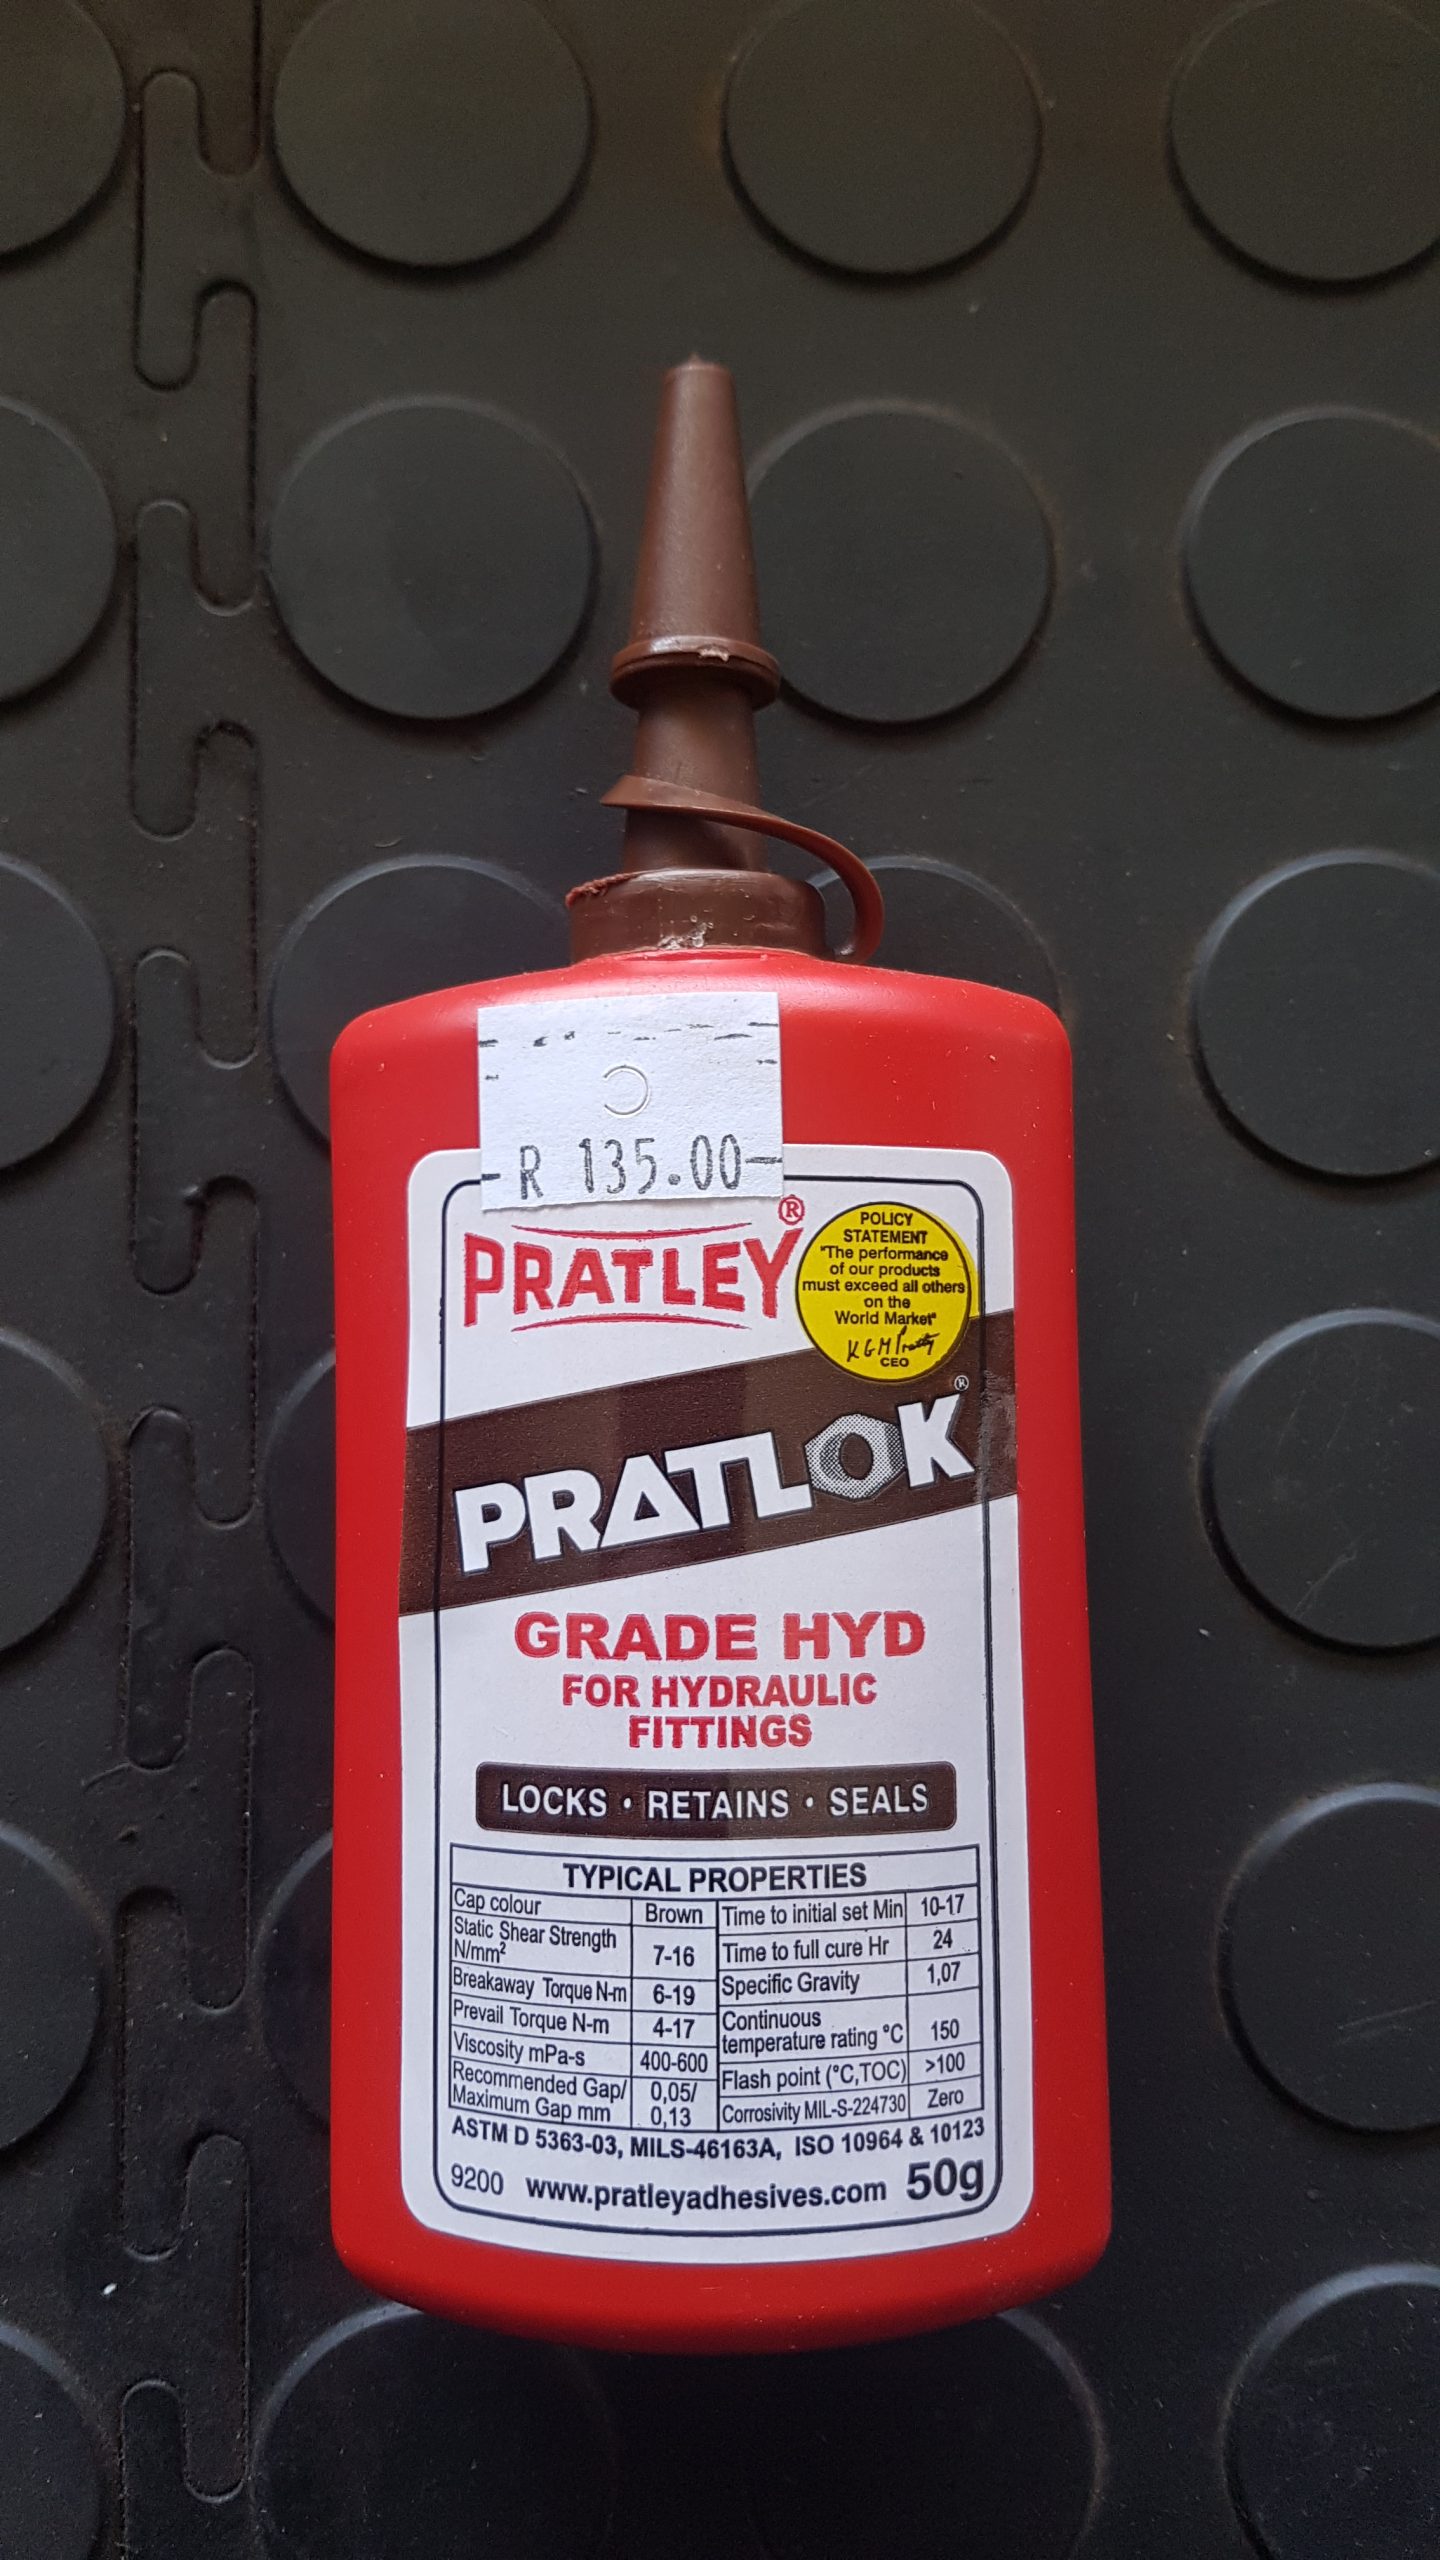 R 135.00
PRATLEY®
POLICY
STATEMENT
"The performance
of our products
must exceed all others
on the
World Market"
CEO
PRATLOK®
GRADE HYD
FOR HYDRAULIC
FITTINGS
LOCKS • RETAINS • SEALS
TYPICAL PROPERTIES
Cap colour Brown
Static Shear Strength
N/mm² 7-16
Breakaway Torque N-m 6-19
Prevail Torque N-m 4-17
Viscosity mPa-s 400-600
Recommended Gap/ 0,05/
Maximum Gap mm 0,13
Time to initial set Min 10-17
Time to full cure Hr 24
Specific Gravity 1,07
Continuous
temperature rating °C 150
Flash point (°C,TOC) >100
Corrosivity MIL-S-224730 Zero
ASTM D 5363-03, MILS-46163A, ISO 10964 & 10123
9200 www.pratleyadhesives.com 50g